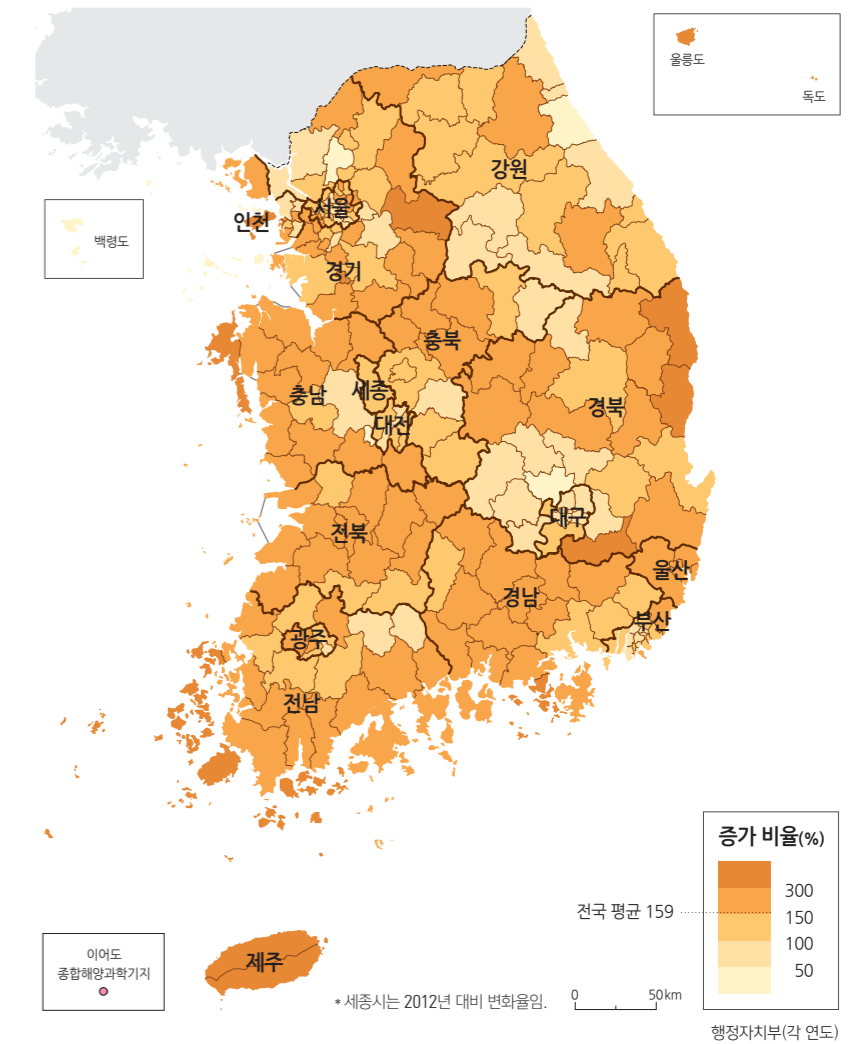 울릉도
독도
강원
서울
인천
백령도
경기
충북
세종
충남
경북
대전
대구
전북
울산
경남
부산
광주
전남
제주
이어도
종합해양과학기지
증가 비율(%)
300
전국 평균 159
150
100
50
* 세종시는 2012년 대비 변화율임.
0 50km
행정자치부(각 연도)